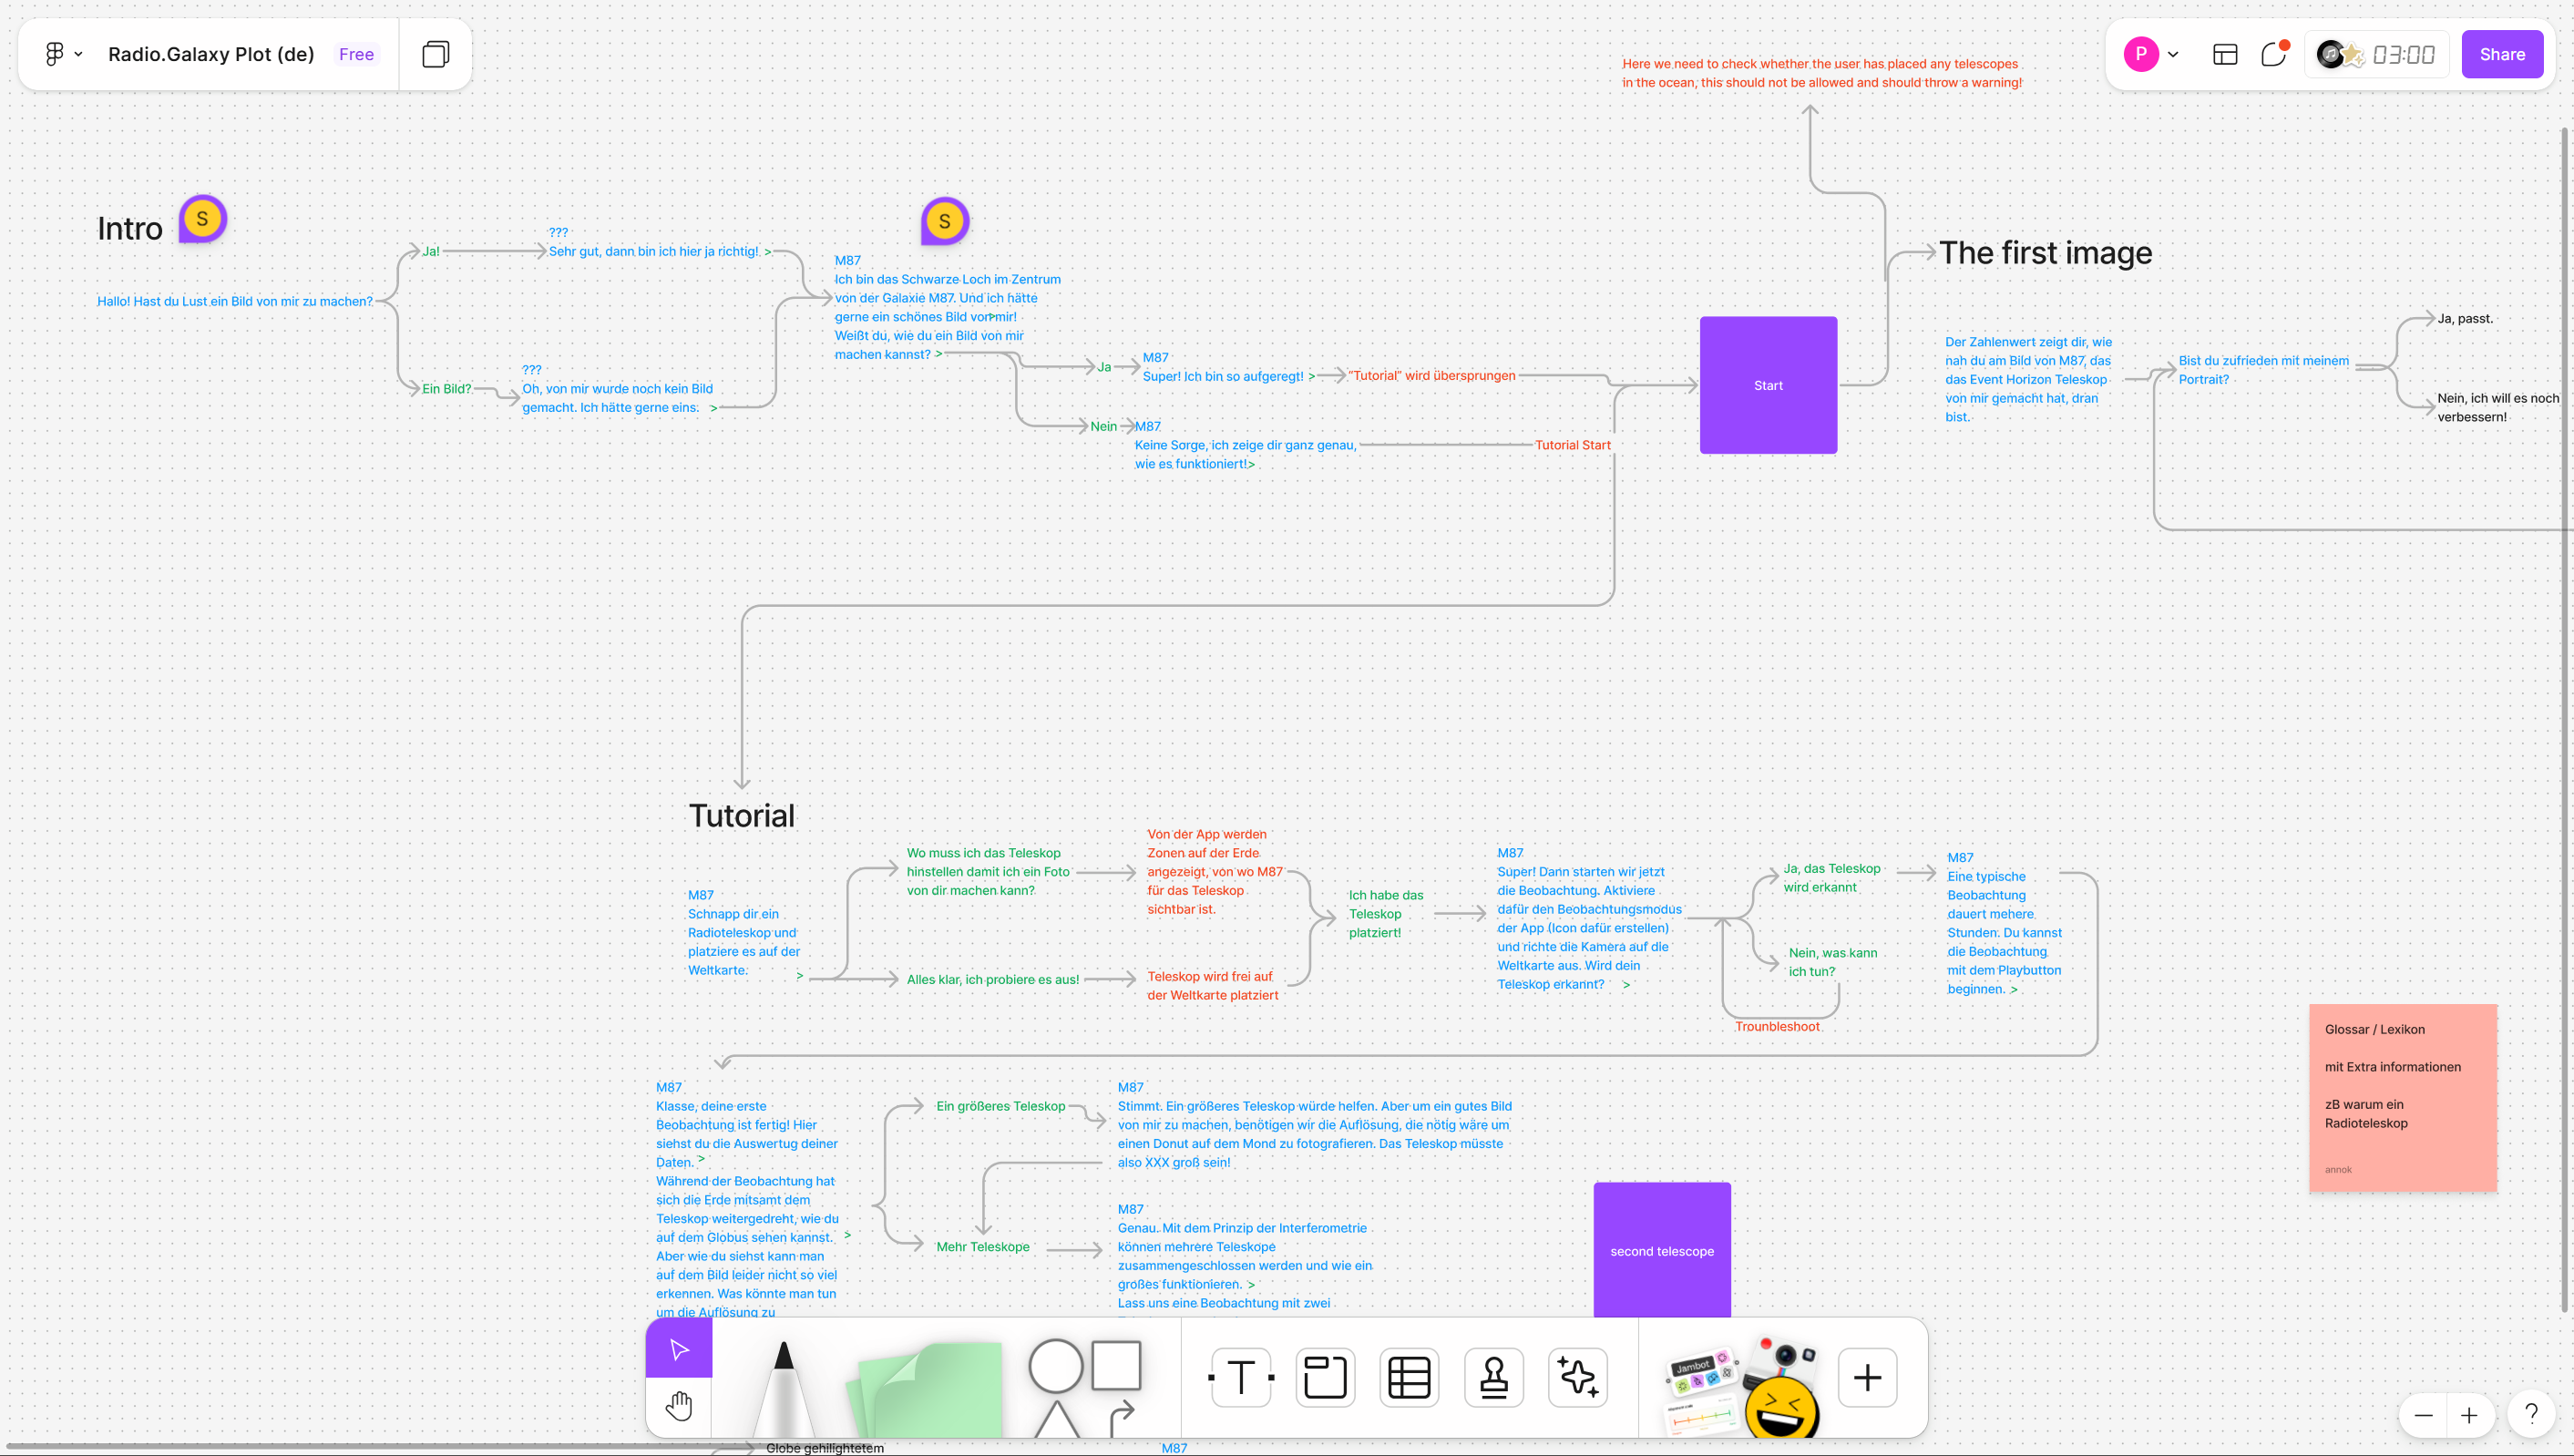 Radio.Galaxy Plot (de)
Free
P
03:00
Share
Here we need to check whether the user has placed any telescopes
in the ocean, this should not be allowed and should throw a warning!
Intro
S
S
Hallo! Hast du Lust ein Bild von mir zu machen?
Ja!
???
Sehr gut, dann bin ich hier ja richtig! >
Ein Bild?
???
Oh, von mir wurde noch kein Bild
gemacht. Ich hätte gerne eins. >
M87
Ich bin das Schwarze Loch im Zentrum
von der Galaxie M87. Und ich hätte
gerne ein schönes Bild von mir!
>
Weißt du, wie du ein Bild von mir
machen kannst? >
Ja
M87
Super! Ich bin so aufgeregt! >
"Tutorial" wird übersprungen
Nein
M87
Keine Sorge, ich zeige dir ganz genau,
wie es funktioniert!>
Tutorial Start
Start
The first image
Der Zahlenwert zeigt dir, wie
nah du am Bild von M87, das
das Event Horizon Teleskop
von mir gemacht hat, dran
bist.
Bist du zufrieden mit meinem
Portrait?
Ja, passt.
Nein, ich will es noch
verbessern!
Tutorial
M87
Schnapp dir ein
Radioteleskop und
platziere es auf der
Weltkarte.
>
Wo muss ich das Teleskop
hinstellen damit ich ein Foto
von dir machen kann?
Alles klar, ich probiere es aus!
Von der App werden
Zonen auf der Erde
angezeigt, von wo M87
für das Teleskop
sichtbar ist.
Teleskop wird frei auf
der Weltkarte platziert
Ich habe das
Teleskop
platziert!
M87
Super! Dann starten wir jetzt
die Beobachtung. Aktiviere
dafür den Beobachtungsmodus
der App (Icon dafür erstellen)
und richte die Kamera auf die
Weltkarte aus. Wird dein
Teleskop erkannt? >
Ja, das Teleskop
wird erkannt
Nein, was kann
ich tun?
Trounbleshoot
M87
Eine typische
Beobachtung
dauert mehere
Stunden. Du kannst
die Beobachtung
mit dem Playbutton
beginnen. >
Glossar / Lexikon
mit Extra informationen
zB warum ein
Radioteleskop
annok
M87
Klasse, deine erste
Beobachtung ist fertig! Hier
siehst du die Auswertug deiner
Daten. >
Während der Beobachtung hat
sich die Erde mitsamt dem
Teleskop weitergedreht, wie du
auf dem Globus sehen kannst. >
Aber wie du siehst kann man
auf dem Bild leider nicht so viel
erkennen. Was könnte man tun
um die Auflösung zu
Ein größeres Teleskop
Mehr Teleskope
M87
Stimmt. Ein größeres Teleskop würde helfen. Aber um ein gutes Bild
von mir zu machen, benötigen wir die Auflösung, die nötig wäre um
einen Donut auf dem Mond zu fotografieren. Das Teleskop müsste
also XXX groß sein!
M87
Genau. Mit dem Prinzip der Interferometrie
können mehrere Teleskope
zusammengeschlossen werden und wie ein
großes funktionieren. >
Lass uns eine Beobachtung mit zwei
second telescope
T
Jambot
?
Globe gehilightetem
M87